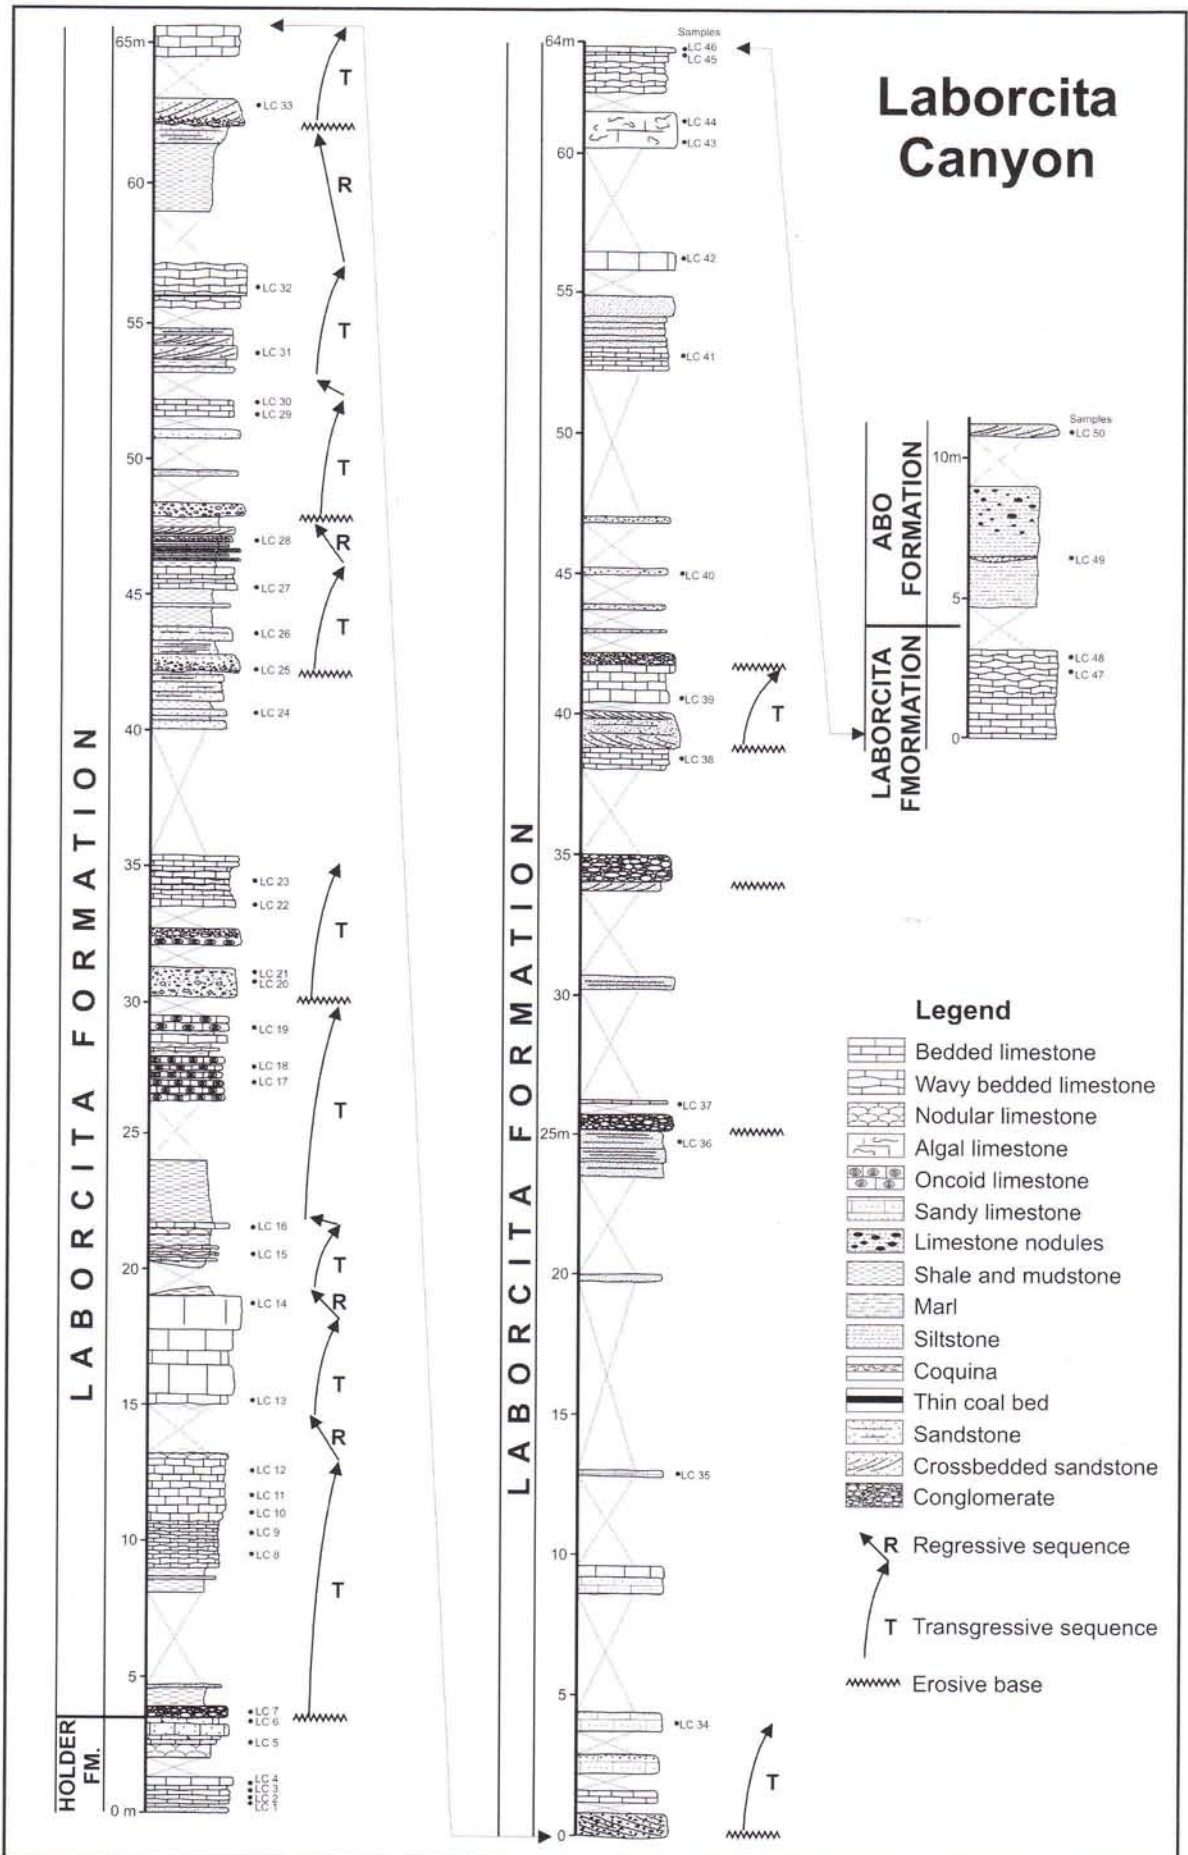 Laborcita
Canyon
65m
60
55
50
45
40
35
30
25
20
15
10
5
0 m
LC 33
LC 32
LC 31
LC 30
LC 29
LC 28
LC 27
LC 26
LC 25
LC 24
LC 23
LC 22
LC 21
LC 20
LC 19
LC 18
LC 17
LC 16
LC 15
LC 14
LC 13
LC 12
LC 11
LC 10
LC 9
LC 8
LC 7
LC 6
LC 5
LC 4
LC 3
LC 2
LC 1
T
R
T
T
R
T
T
T
T
R
T
R
T
LABORCITA FORMATION
HOLDER
FM.
Samples
64m
60
55
50
45
40
35
30
25m
20
15
10
5
0
LC 46
LC 45
LC 44
LC 43
LC 42
LC 41
LC 40
LC 39
LC 38
LC 37
LC 36
LC 35
LC 34
T
T
LABORCITA FORMATION
Samples
LC 50
10m
LC 49
5
LC 48
LC 47
0
ABO
FORMATION
LABORCITA
FMORMATION
Legend
Bedded limestone
Wavy bedded limestone
Nodular limestone
Algal limestone
Oncoid limestone
Sandy limestone
Limestone nodules
Shale and mudstone
Marl
Siltstone
Coquina
Thin coal bed
Sandstone
Crossbedded sandstone
Conglomerate
R Regressive sequence
T Transgressive sequence
Erosive base